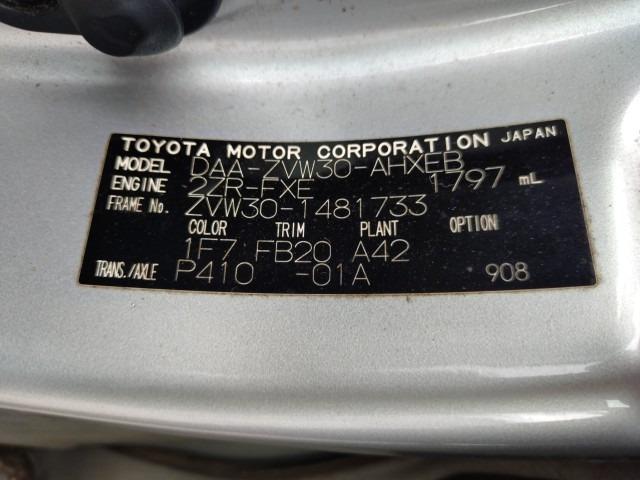 TOYOTA MOTOR CORPORATION JAPAN
MODEL DAA-ZVW30-AHXEB
ENGINE 2ZR-FXE 1797 mL
FRAME No. ZVW30-1481733
COLOR TRIM PLANT OPTION
1F7 FB20 A42
TRANS./AXLE P410 -01A 908